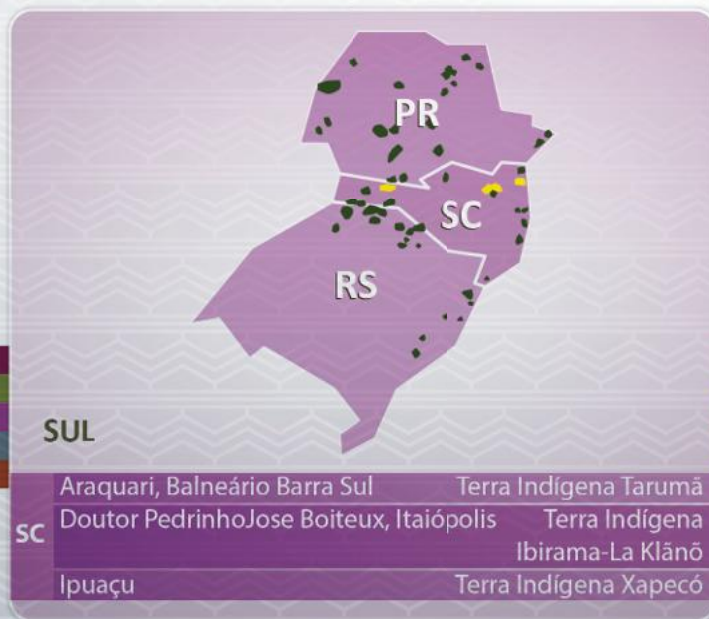 PR
SC
RS
SUL
SC
Araquari, Balneário Barra Sul Terra Indígena Tarumã
Doutor PedrinhoJose Boiteux, Itaiópolis Terra Indígena
Ibirama-La Klãnõ
Ipuaçu Terra Indígena Xapecó